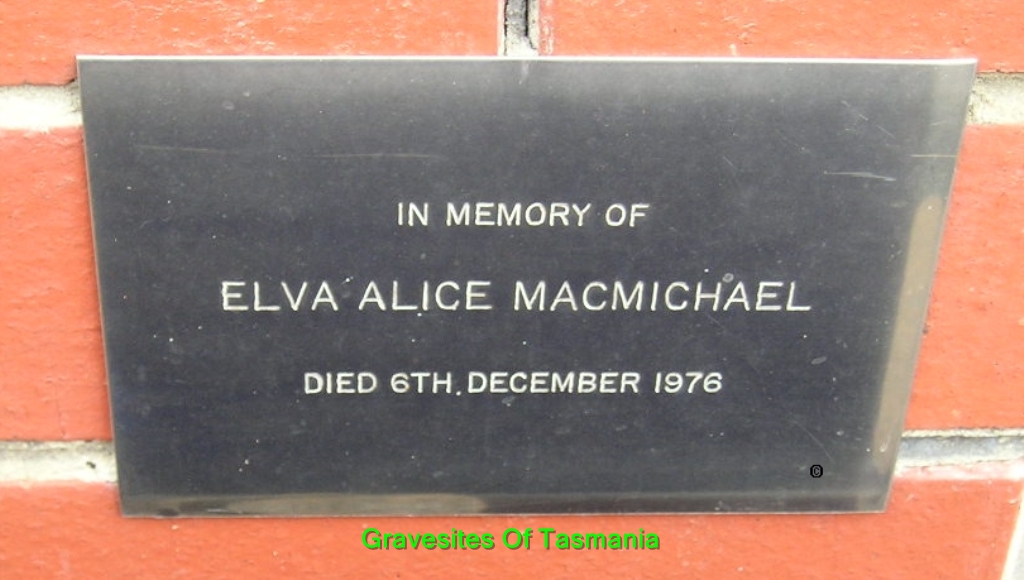 IN MEMORY OF
ELVA ALICE MACMICHAEL
DIED 6TH. DECEMBER 1976
©
Gravesites Of Tasmania